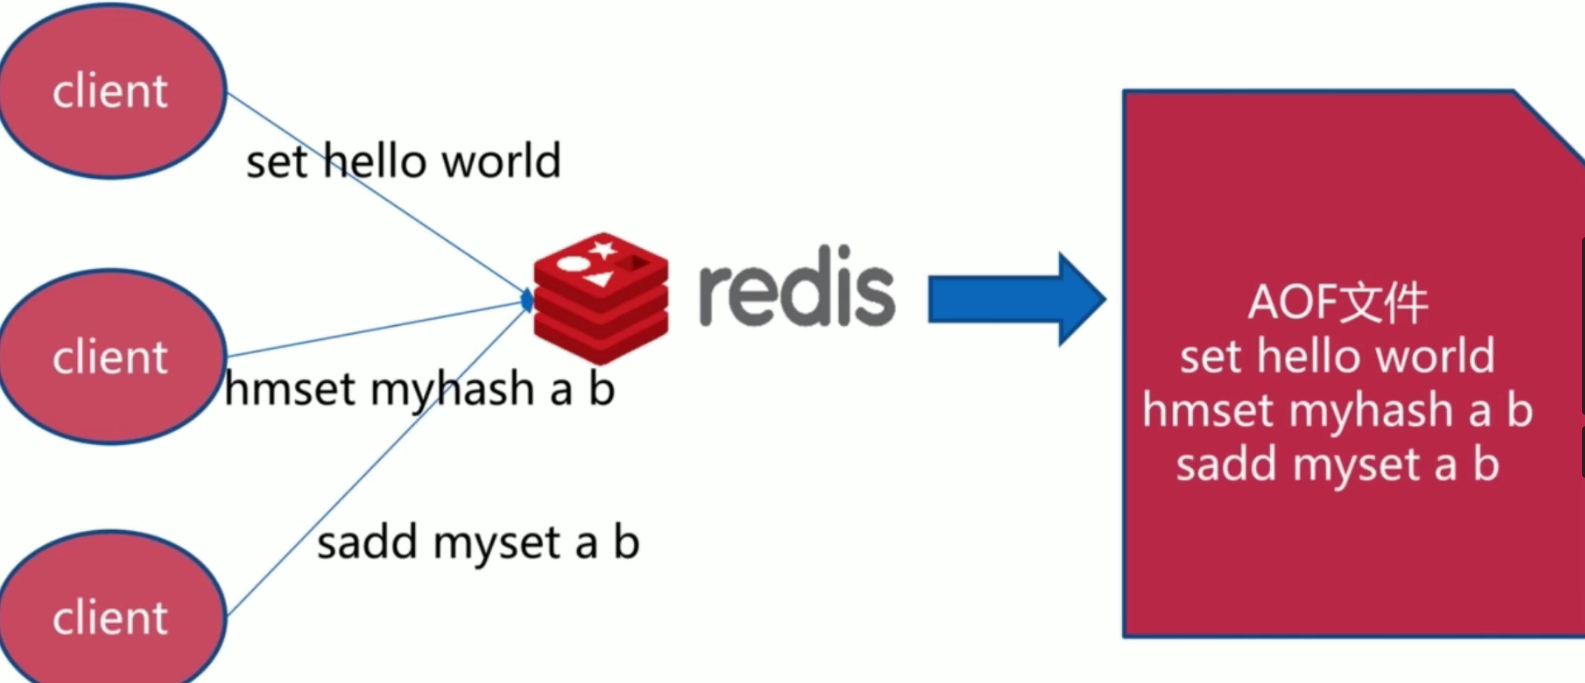 client
set hello world
client
hmset myhash a b
client
sadd myset a b
redis
AOF文件
set hello world
hmset myhash a b
sadd myset a b